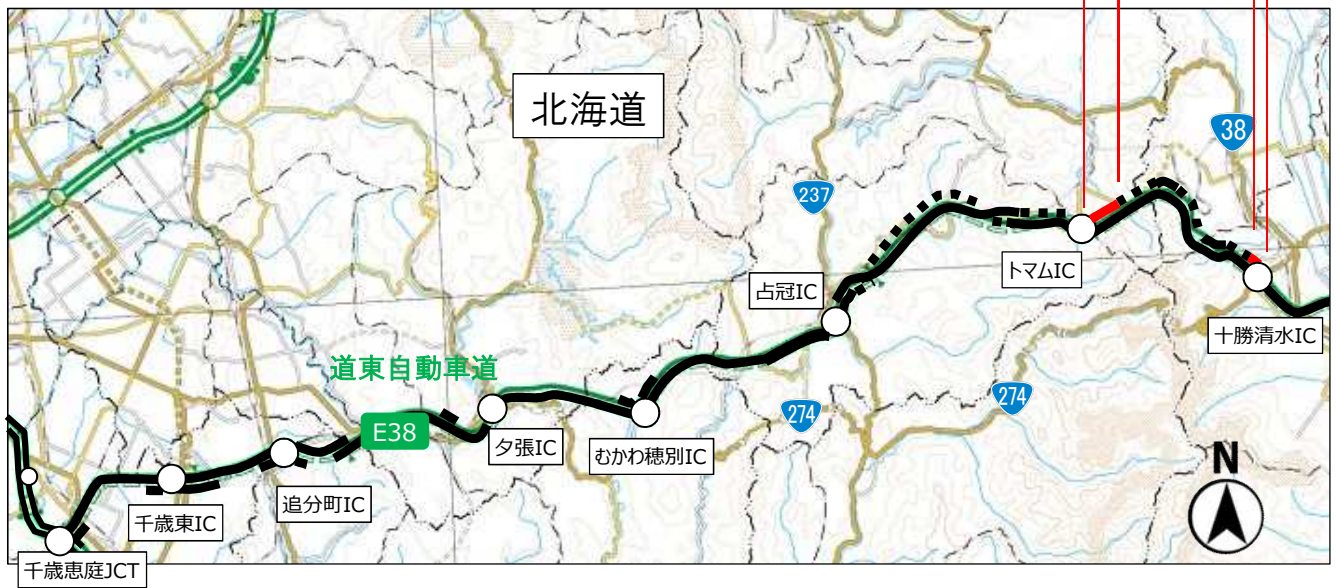 北海道
38
237
トマムIC
占冠IC
十勝清水IC
道東自動車道
274
274
E38
夕張IC
むかわ穂別IC
N
追分町IC
千歳東IC
千歳恵庭JCT